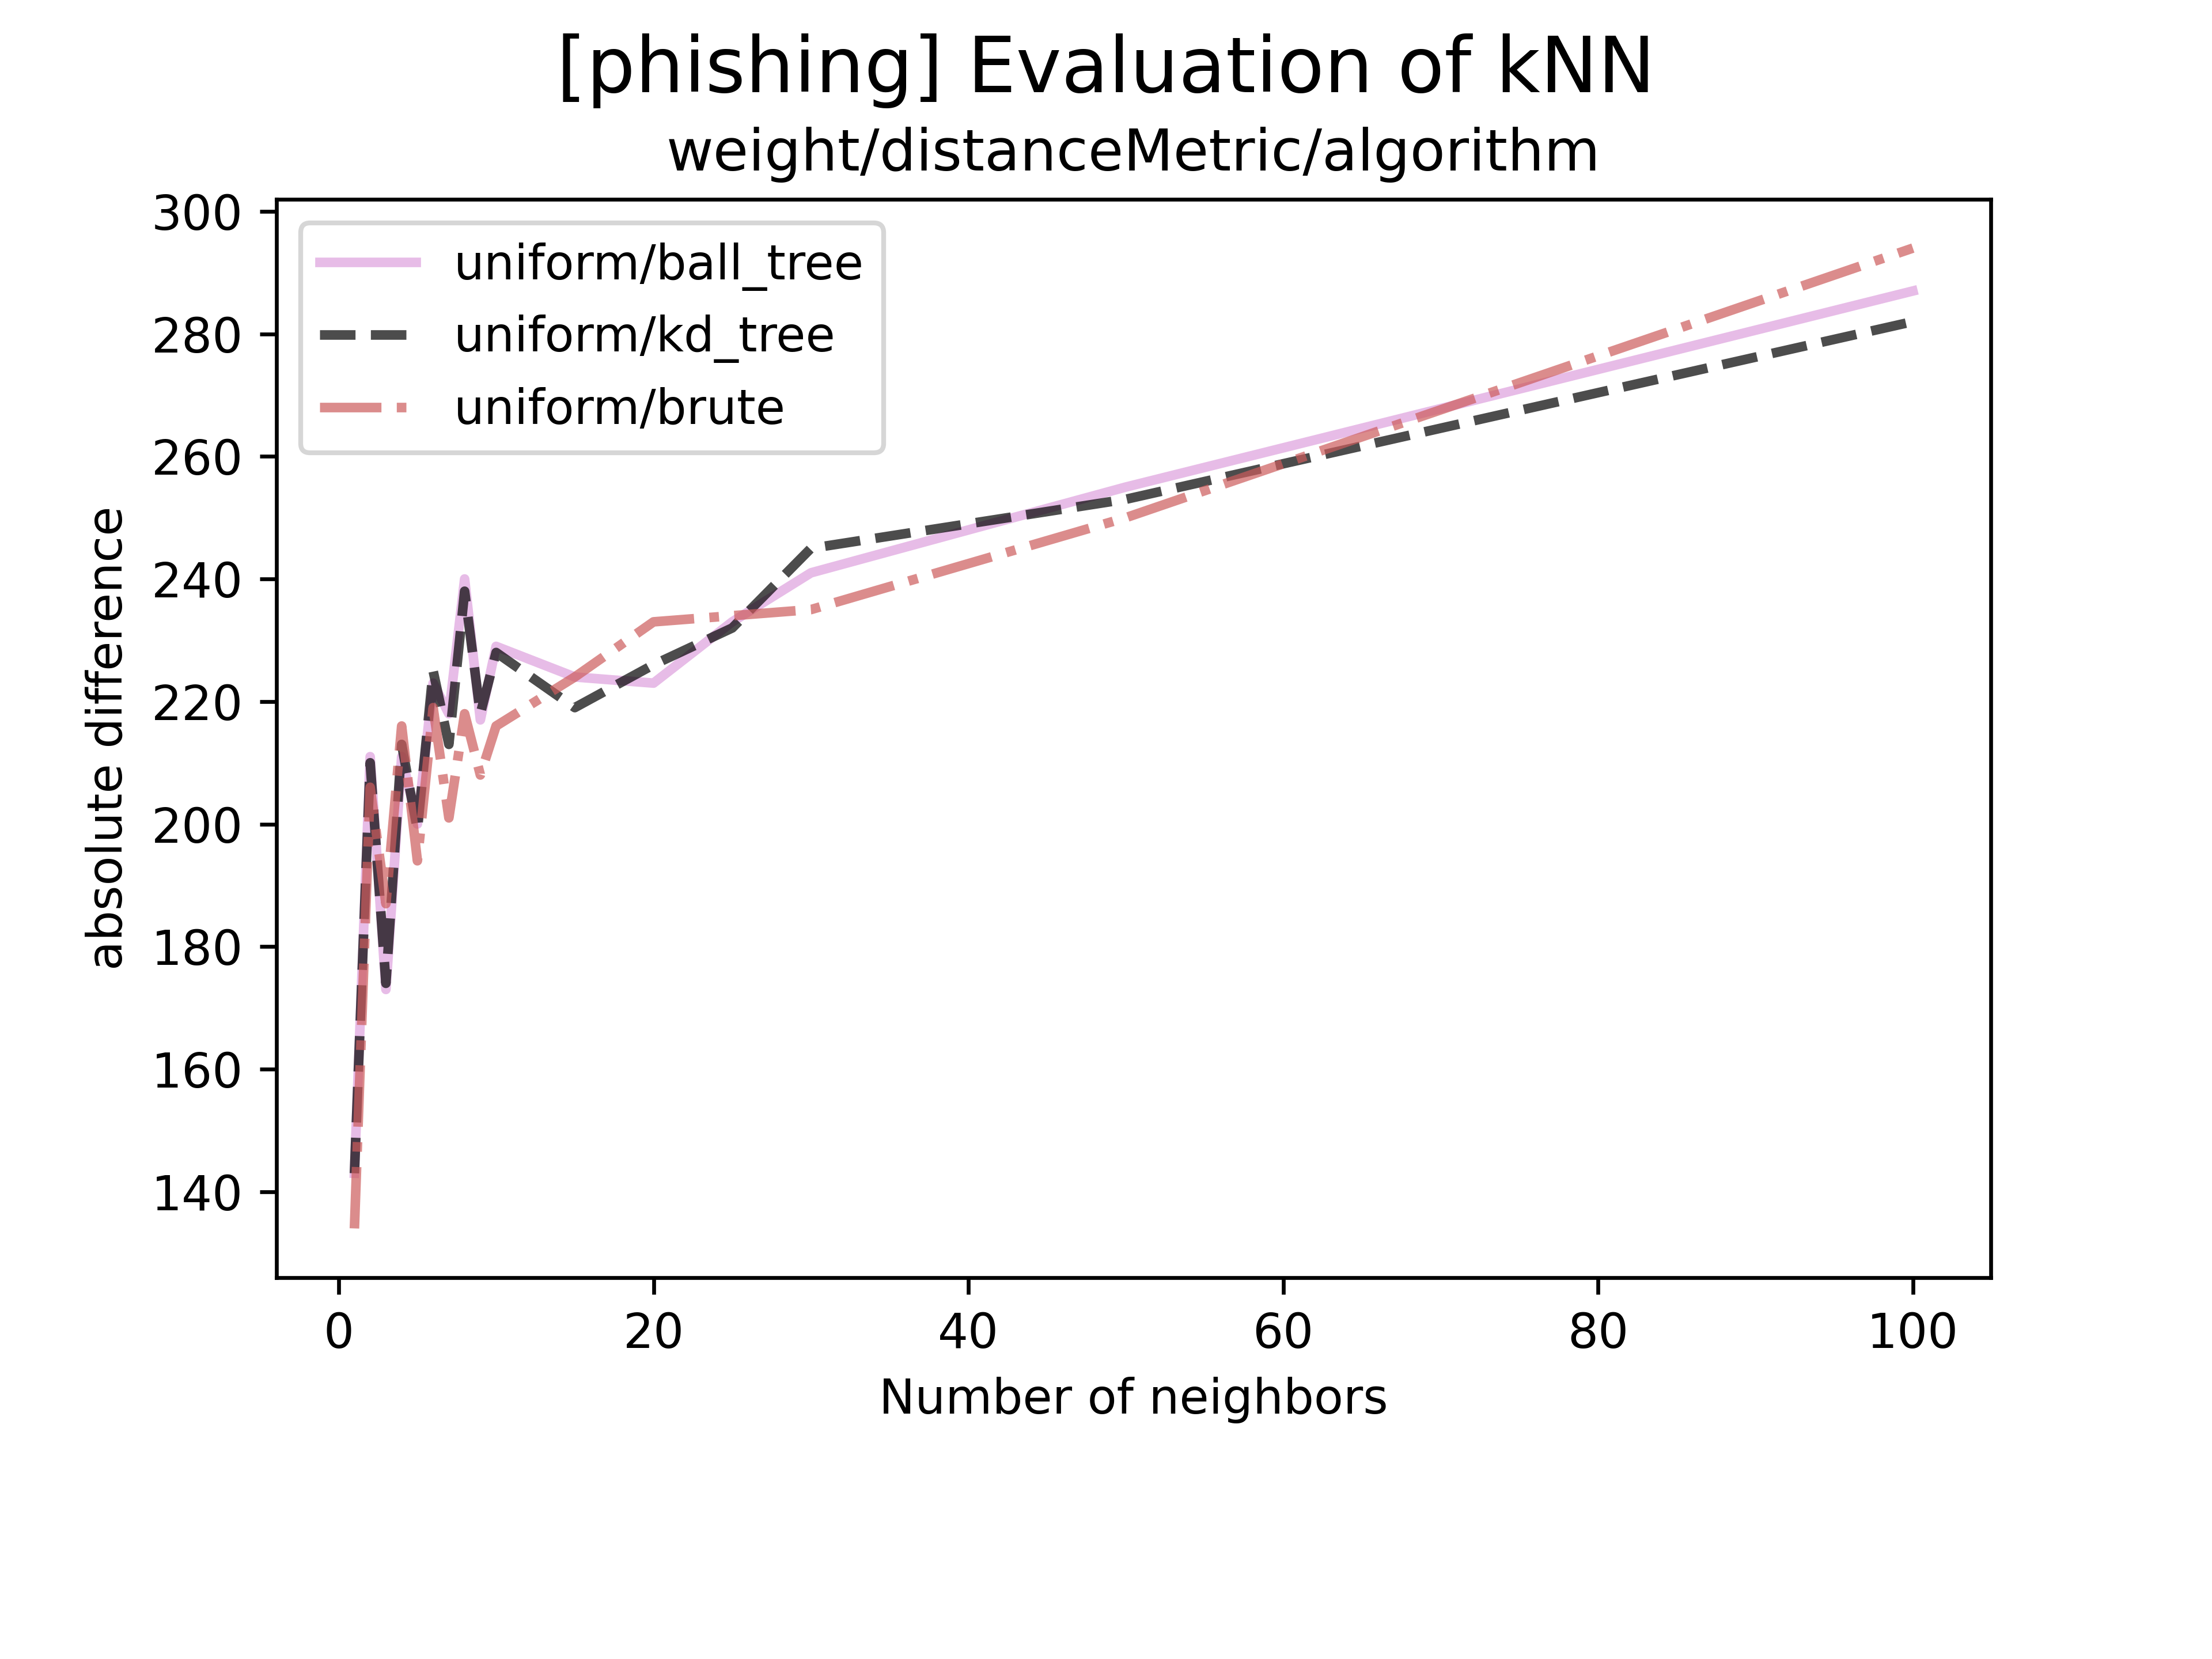 [phishing] Evaluation of kNN
weight/distanceMetric/algorithm
300
280
260
240
220
200
180
160
140
absolute difference
uniform/ball_tree
uniform/kd_tree
uniform/brute
0 20 40 60 80 100
Number of neighbors